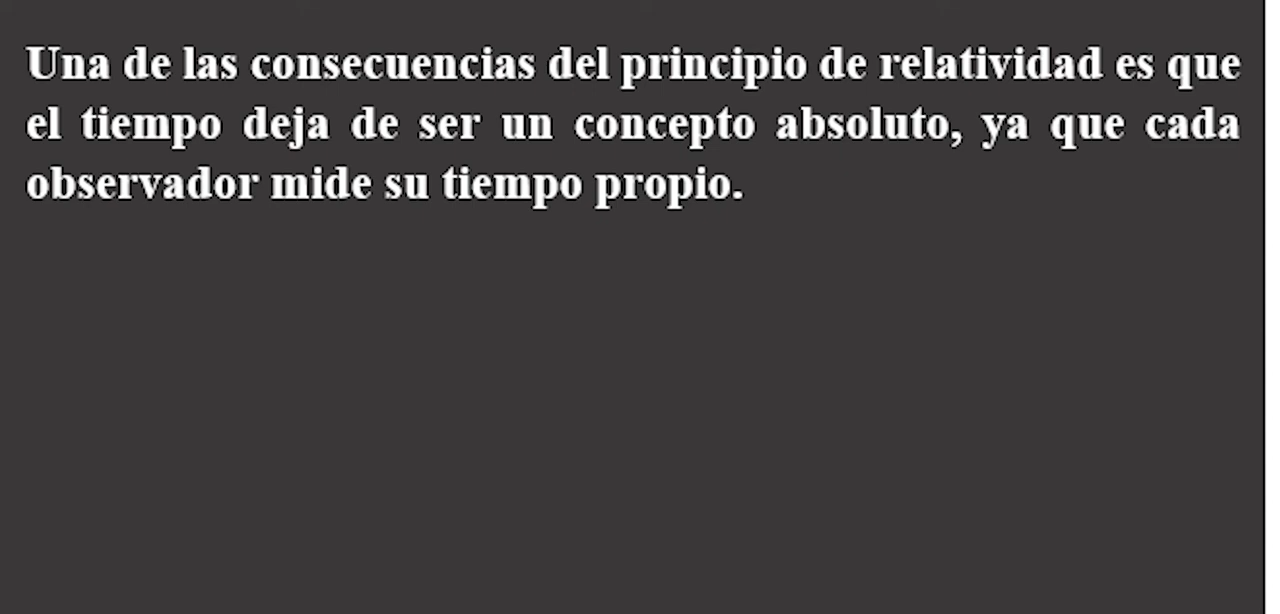 Una de las consecuencias del principio de relatividad es que
el tiempo deja de ser un concepto absoluto, ya que cada
observador mide su tiempo propio.